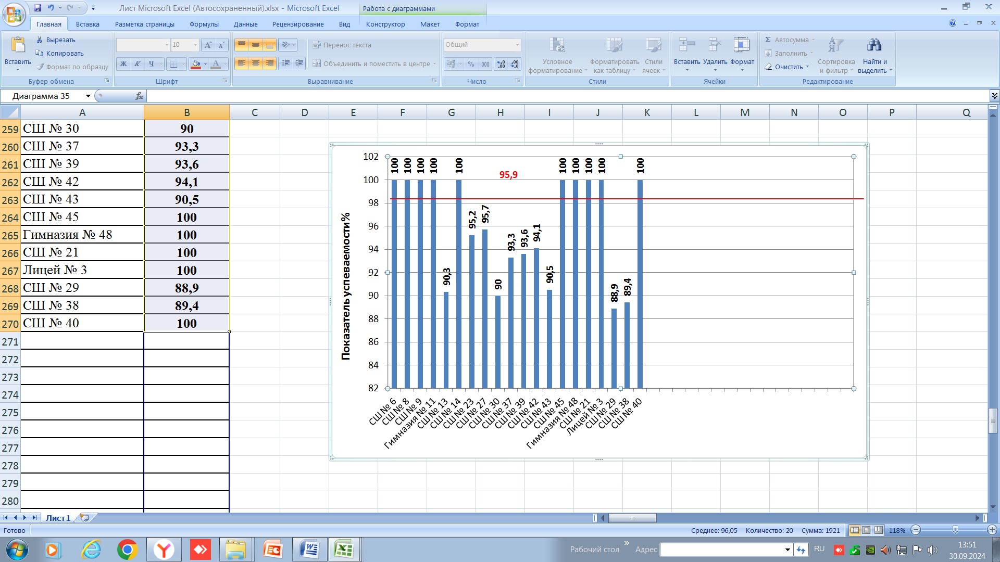 Лист Microsoft Excel (Автосохраненный).xlsx - Microsoft Excel
Работа с диаграммами
Главная Вставка Разметка страницы Формулы Данные Рецензирование Вид Конструктор Макет Формат
Вставить
Вырезать
Копировать
Формат по образцу
Буфер обмена
10
Ж К Ч
Шрифт
Перенос текста
Объединить и поместить в центре
Выравнивание
Общий
% 000
Число
Условное форматирование
Форматировать как таблицу
Стили ячеек
Стили
Вставить Удалить Формат
Ячейки
Σ Автосумма
Заполнить
Очистить
Сортировка и фильтр
Найти и выделить
Редактирование
Диаграмма 35
fx
A B C D E F G H I J K L M N O P Q
259 СШ № 30 90
260 СШ № 37 93,3
261 СШ № 39 93,6
262 СШ № 42 94,1
263 СШ № 43 90,5
264 СШ № 45 100
265 Гимназия № 48 100
266 СШ № 21 100
267 Лицей № 3 100
268 СШ № 29 88,9
269 СШ № 38 89,4
270 СШ № 40 100
271
272
273
274
275
276
277
278
279
280
Показатель успеваемости%
102
100
98
96
94
92
90
88
86
84
82
95,9
100 100 100 100 90,3 100 95,2 95,7 90 93,3 93,6 94,1 90,5 100 100 100 100 88,9 89,4 100
СШ № 6
СШ № 8
СШ № 9
Гимназия № 11
СШ № 13
СШ № 14
СШ № 23
СШ № 27
СШ № 30
СШ № 37
СШ № 39
СШ № 42
СШ № 43
СШ № 45
Гимназия № 48
СШ № 21
Лицей № 3
СШ № 29
СШ № 38
СШ № 40
Лист1
Готово
Среднее: 96,05 Количество: 20 Сумма: 1921
118%
Рабочий стол
Адрес
RU
13:51
30.09.2024